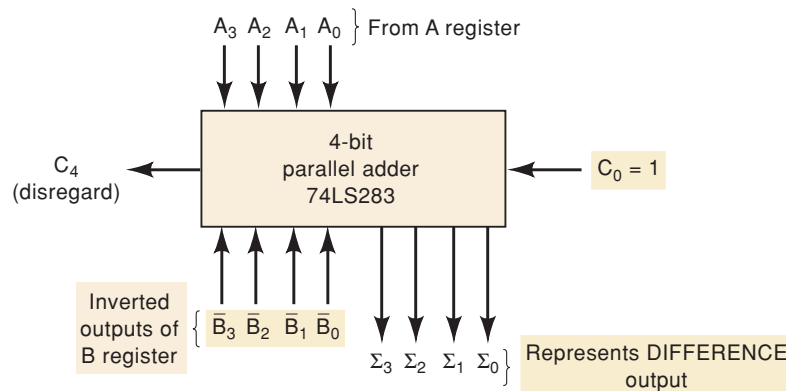 A₃ A₂ A₁ A₀ } From A register
4-bit
parallel adder
74LS283
C₄
(disregard)
C₀ = 1
Inverted
outputs of
B register
{ B̅₃ B̅₂ B̅₁ B̅₀
Σ₃ Σ₂ Σ₁ Σ₀ }
Represents DIFFERENCE
output